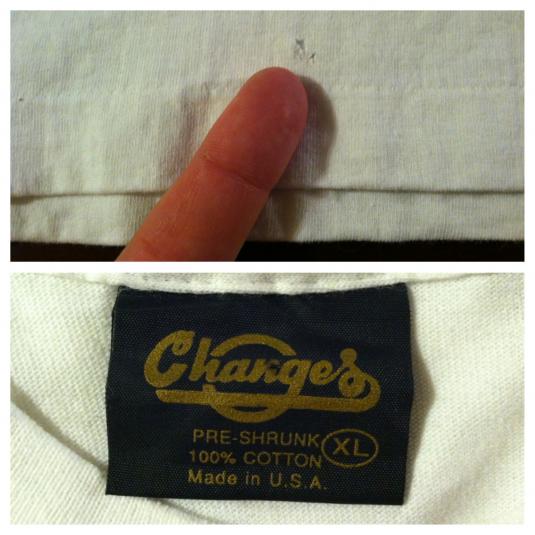 Changes
PRE-SHRUNK XL
100% COTTON
Made in U.S.A.